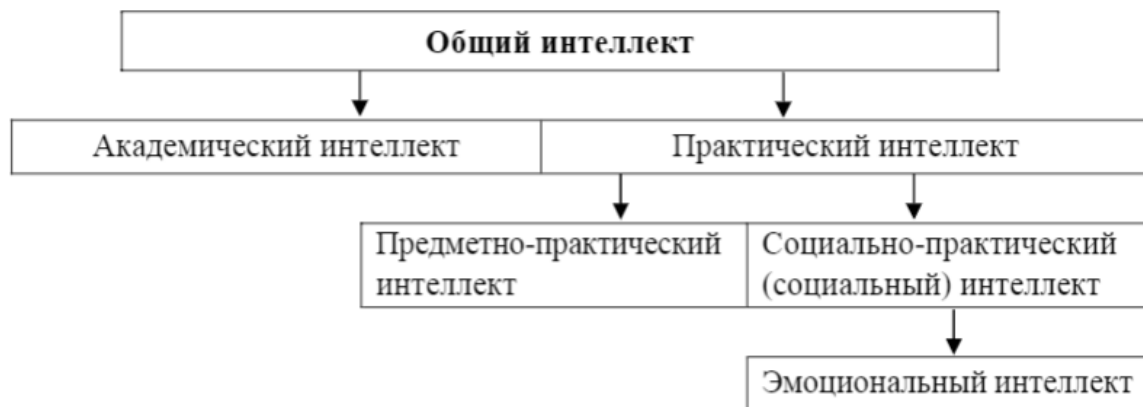 Общий интеллект
Академический интеллект
Практический интеллект
Предметно-практический
интеллект
Социально-практический
(социальный) интеллект
Эмоциональный интеллект